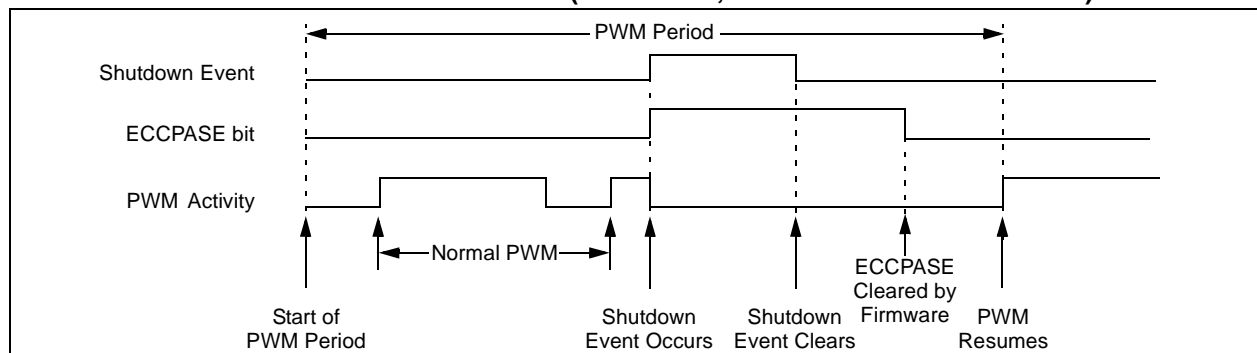 PWM Period
Shutdown Event
ECCPASE bit
PWM Activity
Normal PWM
Start of
PWM Period
Shutdown
Event Occurs
Shutdown
Event Clears
ECCPASE
Cleared by
Firmware
PWM
Resumes